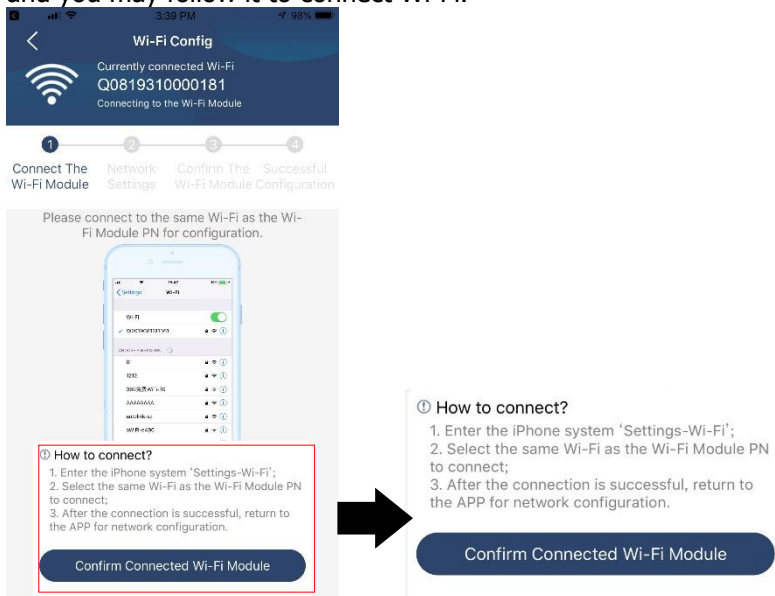 and you may follow it to connect Wi-Fi.
3:39 PM 98%
Wi-Fi Config
Currently connected Wi-Fi
Q0819310000181
Connecting to the Wi-Fi Module
1 2 3 4
Connect The Network Confirm The Successful
Wi-Fi Module Settings Wi-Fi Module Configuration
Please connect to the same Wi-Fi as the Wi-
Fi Module PN for configuration.
Settings Wi-Fi
Wi-Fi
1212
How to connect?
1. Enter the iPhone system ‘Settings-Wi-Fi’;
2. Select the same Wi-Fi as the Wi-Fi Module PN
to connect;
3. After the connection is successful, return to
the APP for network configuration.
Confirm Connected Wi-Fi Module
How to connect?
1. Enter the iPhone system ‘Settings-Wi-Fi’;
2. Select the same Wi-Fi as the Wi-Fi Module PN
to connect;
3. After the connection is successful, return to
the APP for network configuration.
Confirm Connected Wi-Fi Module